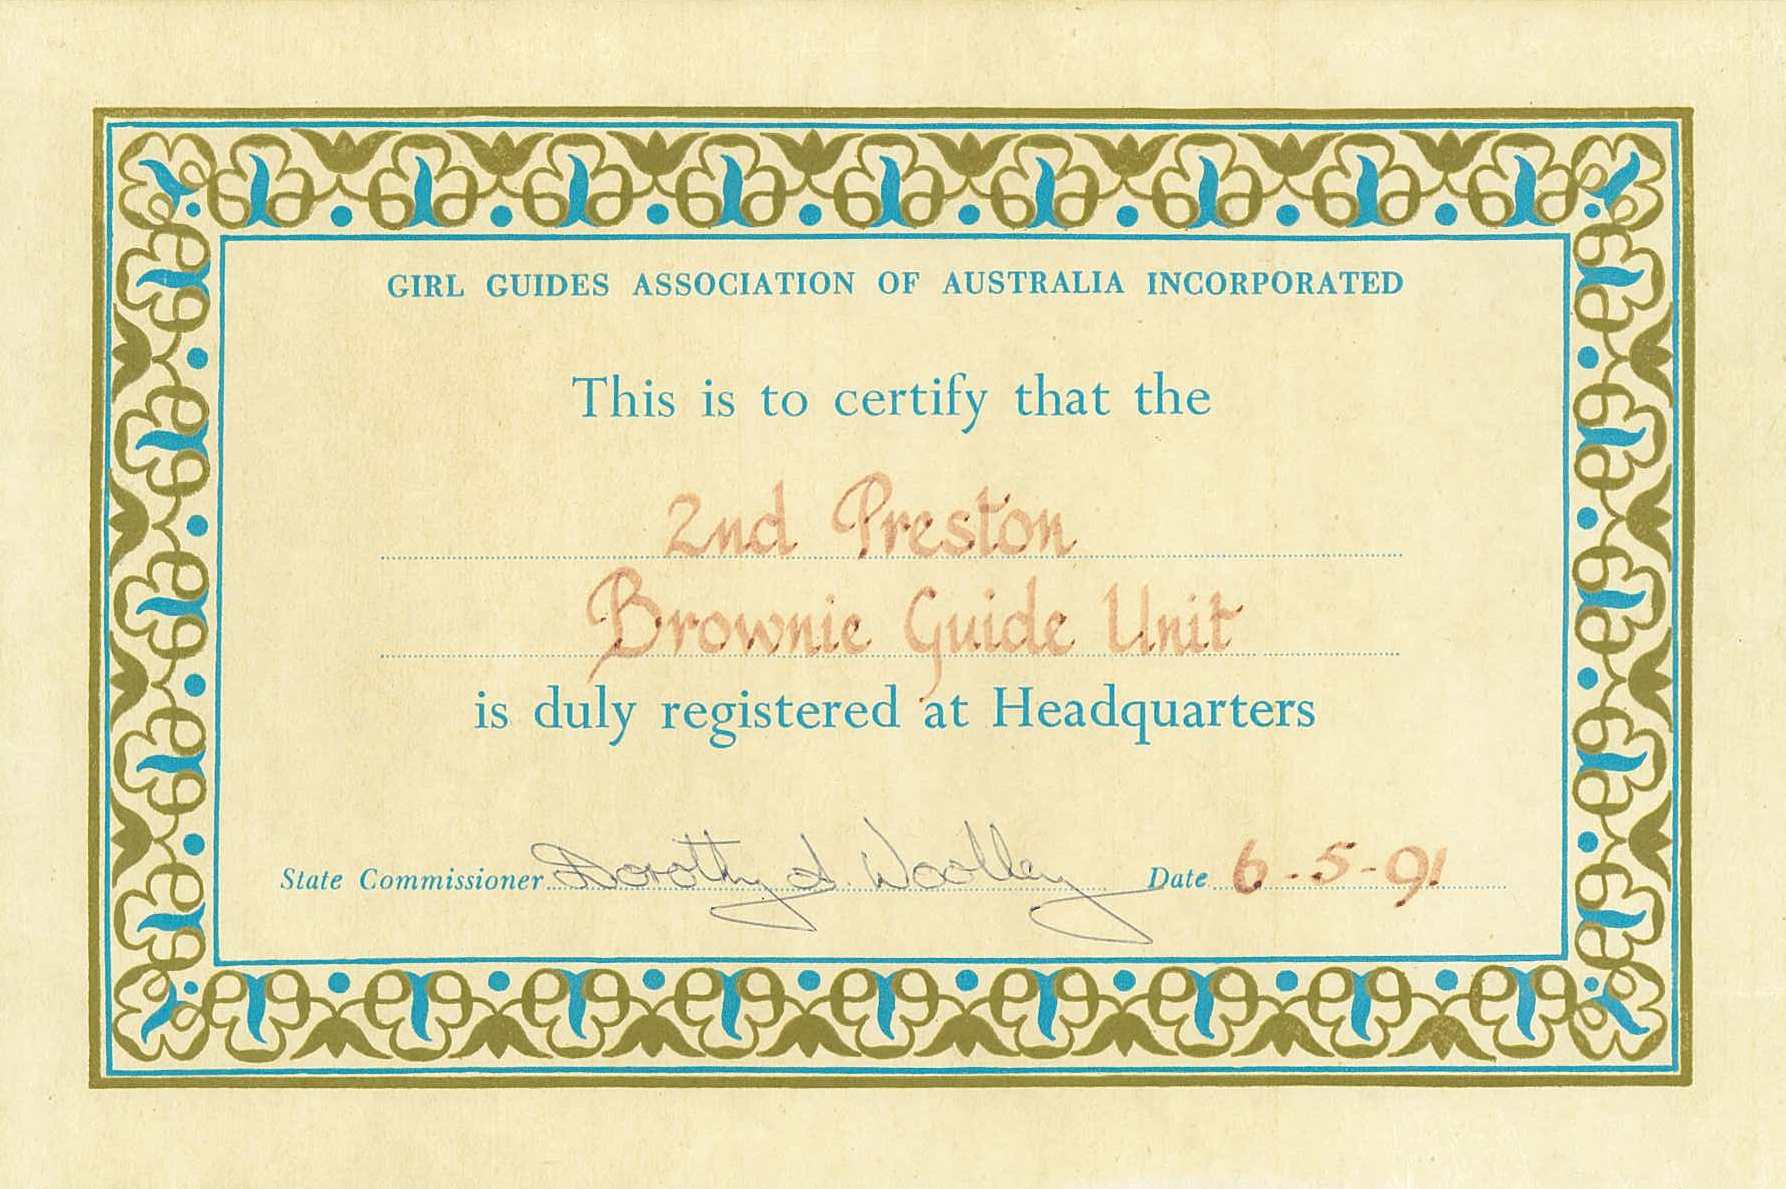 GIRL GUIDES ASSOCIATION OF AUSTRALIA INCORPORATED
This is to certify that the
2nd Preston
Brownie Guide Unit
is duly registered at Headquarters
State Commissioner Dorothy J. Woolley Date 6-5-91